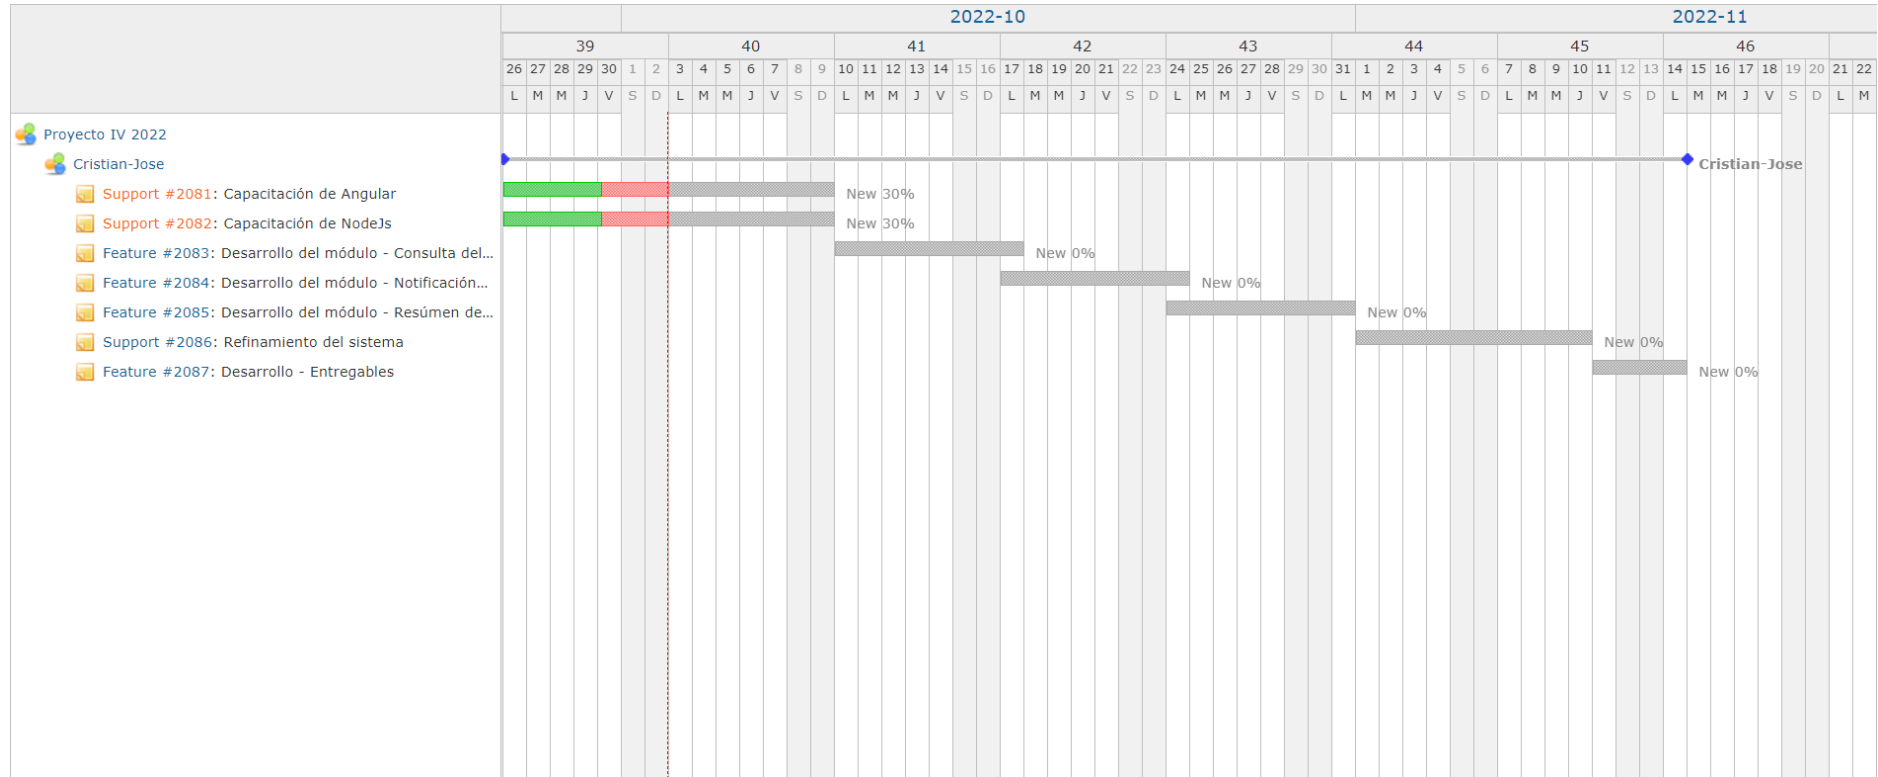 2022-10 2022-11
39 40 41 42 43 44 45 46
26 27 28 29 30 1 2 3 4 5 6 7 8 9 10 11 12 13 14 15 16 17 18 19 20 21 22 23 24 25 26 27 28 29 30 31 1 2 3 4 5 6 7 8 9 10 11 12 13 14 15 16 17 18 19 20 21 22
L M M J V S D L M M J V S D L M M J V S D L M M J V S D L M M J V S D L M M J V S D L M M J V S D L M M J V S D L M
Proyecto IV 2022
Cristian-Jose Cristian-Jose
Support #2081: Capacitación de Angular New 30%
Support #2082: Capacitación de NodeJs New 30%
Feature #2083: Desarrollo del módulo - Consulta del... New 0%
Feature #2084: Desarrollo del módulo - Notificación... New 0%
Feature #2085: Desarrollo del módulo - Resúmen de... New 0%
Support #2086: Refinamiento del sistema New 0%
Feature #2087: Desarrollo - Entregables New 0%